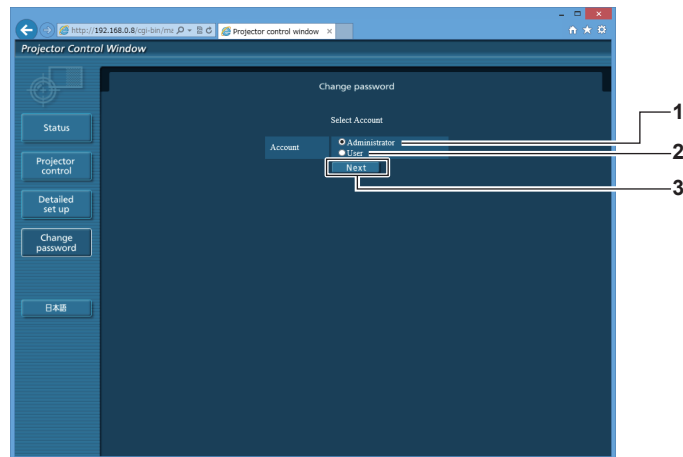 http://192.168.0.8/cgi-bin/ma
Projector control window
Projector Control Window
Change password
Select Account
Status
Account
Administrator
User
Next
Projector
control
Detailed
set up
Change
password
日本語
1
2
3